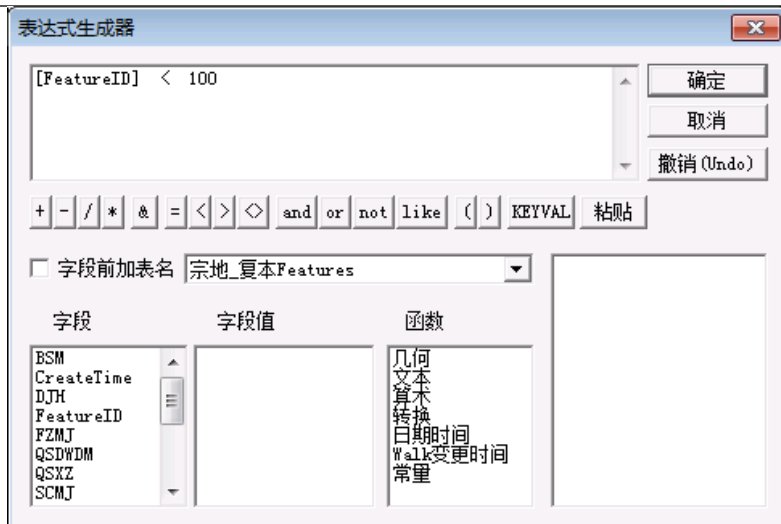 表达式生成器
[FeatureID] < 100
确定
取消
撤销(Undo)
+ - / * & = < > <> and or not like ( ) KEYVAL 粘贴
字段前加表名 宗地_复本Features
字段 字段值 函数
BSM
CreateTime
DJH
FeatureID
FZMJ
QSDWDM
QSXZ
SCMJ
几何
文本
算术
转换
日期时间
Walk变更时间
常量